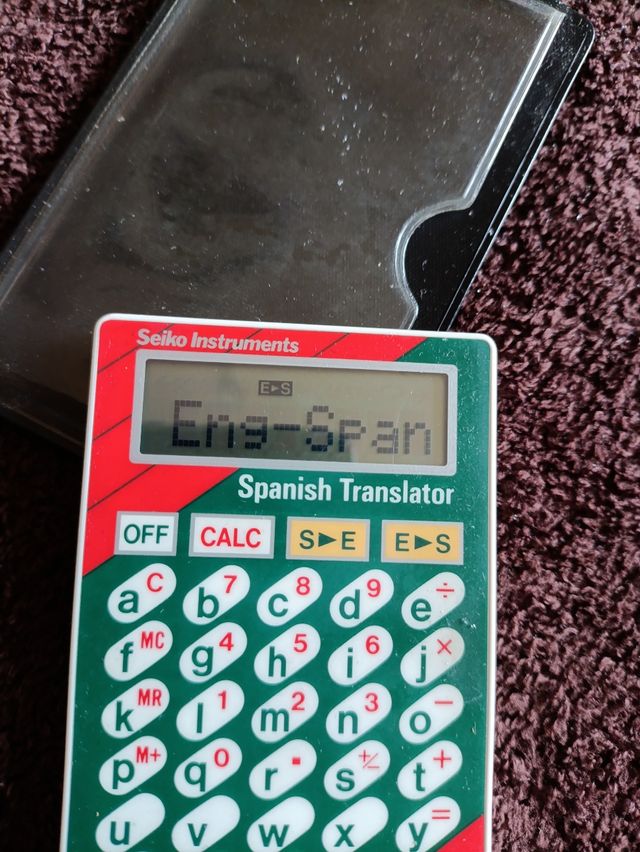 Seiko Instruments
E►S
Eng-Span
Spanish Translator
OFF CALC S►E E►S
a C b 7 c 8 d 9 e ÷
f MC g 4 h 5 i 6 j ×
k MR l 1 m 2 n 3 o −
p M+ q 0 r . s +/− t +
u v w x y =